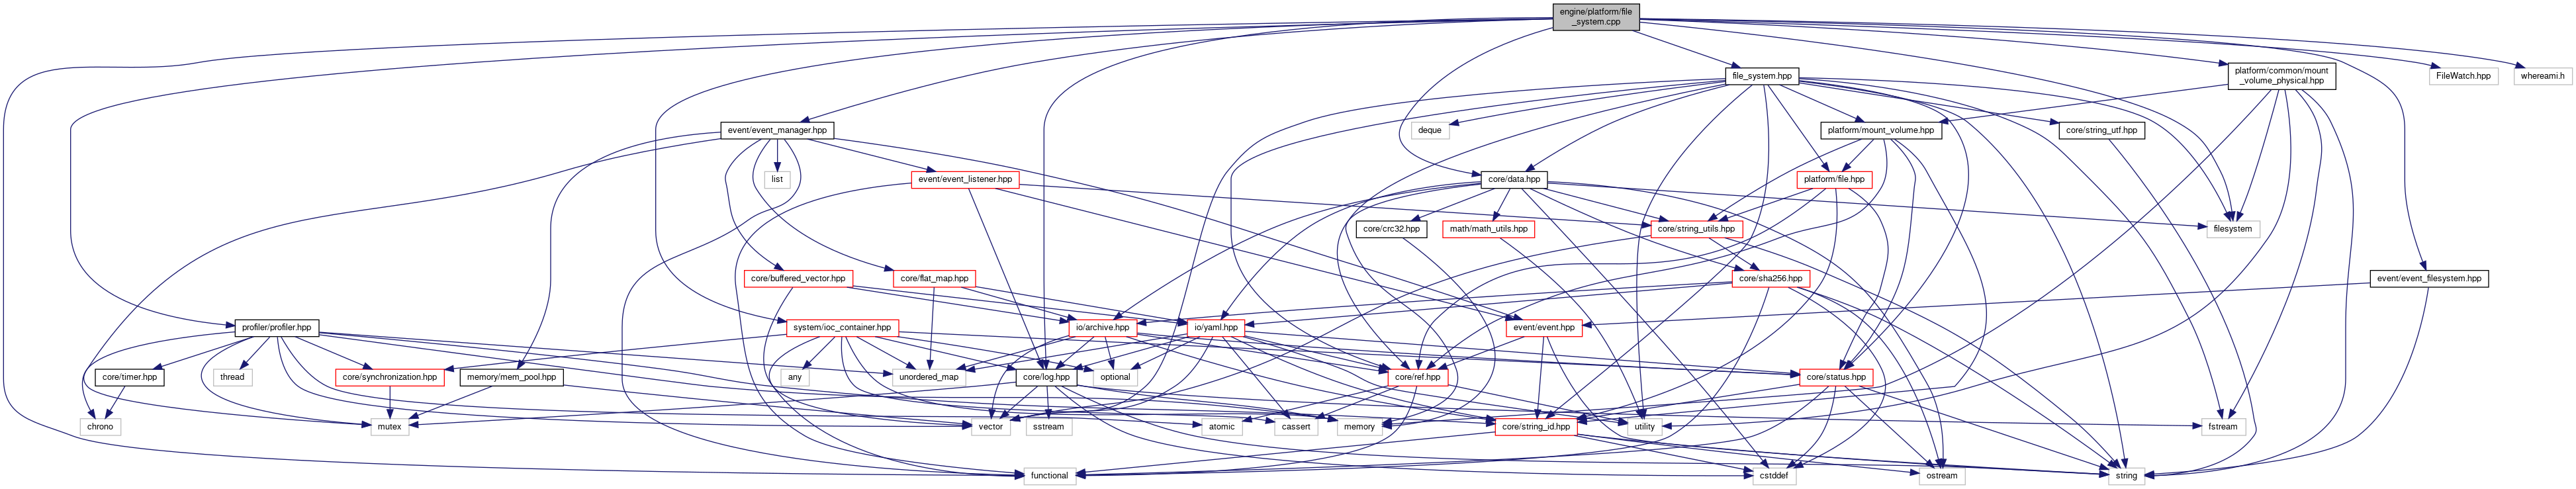 engine/platform/file
_system.cpp
file_system.hpp
platform/common/mount
_volume_physical.hpp
FileWatch.hpp
whereami.h
event/event_manager.hpp
deque
platform/mount_volume.hpp
core/string_utf.hpp
list
event/event_listener.hpp
core/data.hpp
platform/file.hpp
core/crc32.hpp
math/math_utils.hpp
core/string_utils.hpp
filesystem
core/buffered_vector.hpp
core/flat_map.hpp
core/sha256.hpp
event/event_filesystem.hpp
profiler/profiler.hpp
system/ioc_container.hpp
io/archive.hpp
io/yaml.hpp
event/event.hpp
core/timer.hpp
thread
core/synchronization.hpp
memory/mem_pool.hpp
any
unordered_map
core/log.hpp
optional
core/ref.hpp
core/status.hpp
chrono
mutex
vector
sstream
atomic
cassert
memory
core/string_id.hpp
utility
fstream
functional
cstddef
ostream
string